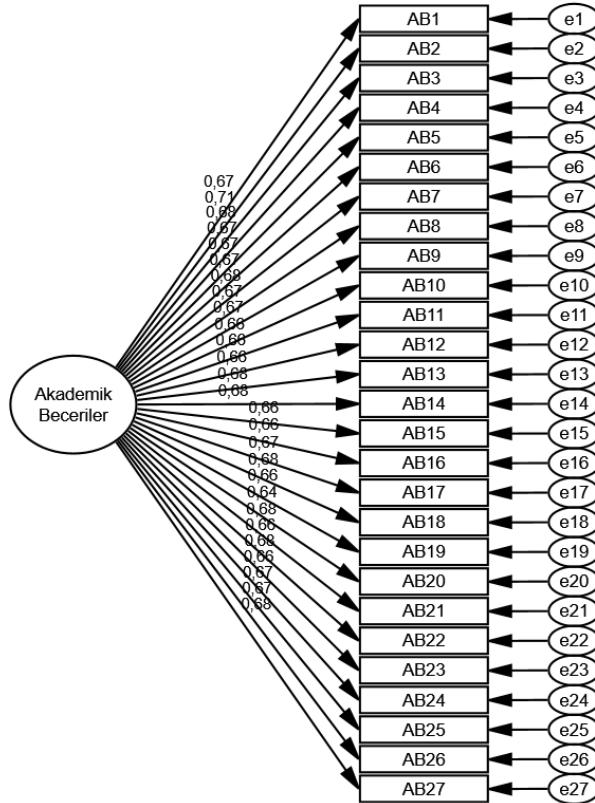 AB1
e1
AB2
e2
AB3
e3
AB4
e4
AB5
e5
AB6
e6
AB7
e7
AB8
e8
AB9
e9
AB10
e10
AB11
e11
AB12
e12
AB13
e13
AB14
e14
AB15
e15
AB16
e16
AB17
e17
AB18
e18
AB19
e19
AB20
e20
AB21
e21
AB22
e22
AB23
e23
AB24
e24
AB25
e25
AB26
e26
AB27
e27
0,67
0,71
0,68
0,67
0,67
0,67
0,68
0,67
0,67
0,66
0,68
0,66
0,68
0,68
0,66
0,66
0,67
0,68
0,66
0,64
0,68
0,66
0,68
0,66
0,67
0,67
0,68
Akademik
Beceriler